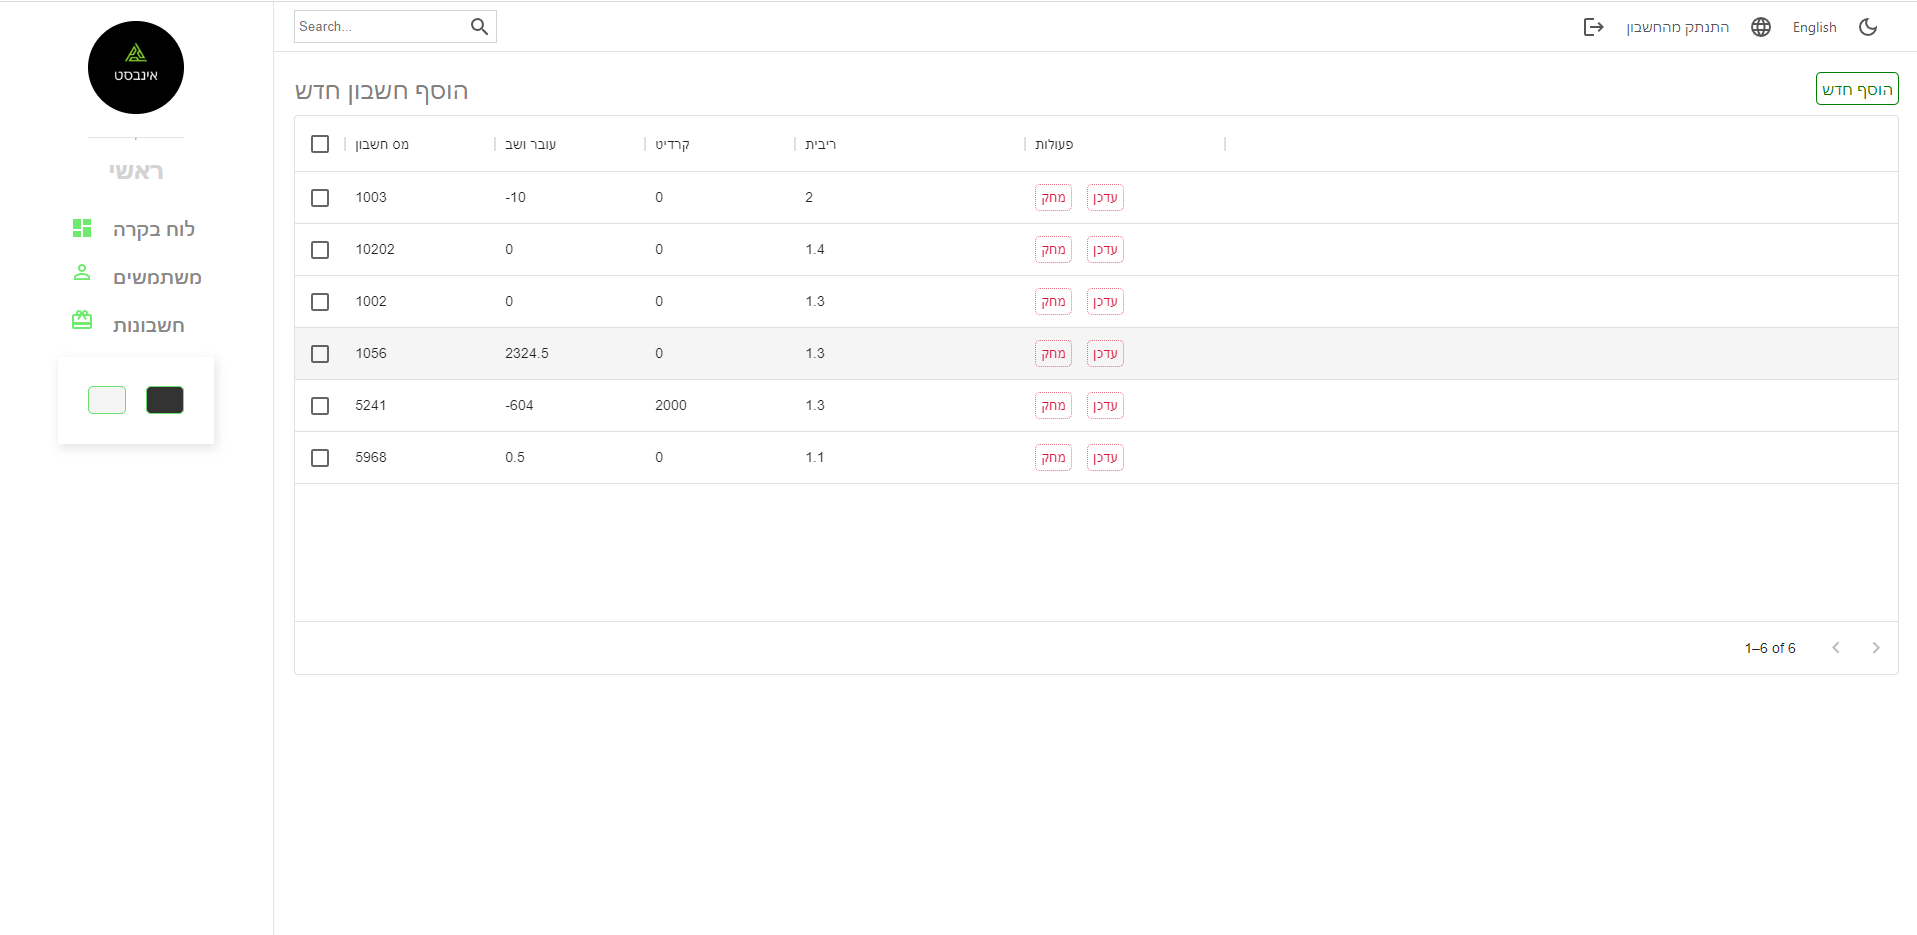 אינבסט
ראשי
לוח בקרה
משתמשים
חשבונות
Search...
התנתק מהחשבון
English
הוסף חשבון חדש
הוסף חדש
מס חשבון עובר ושב קרדיט ריבית פעולות
1003 -10 0 2 מחק עדכן
10202 0 0 1.4 מחק עדכן
1002 0 0 1.3 מחק עדכן
1056 2324.5 0 1.3 מחק עדכן
5241 -604 2000 1.3 מחק עדכן
5968 0.5 0 1.1 מחק עדכן
1–6 of 6